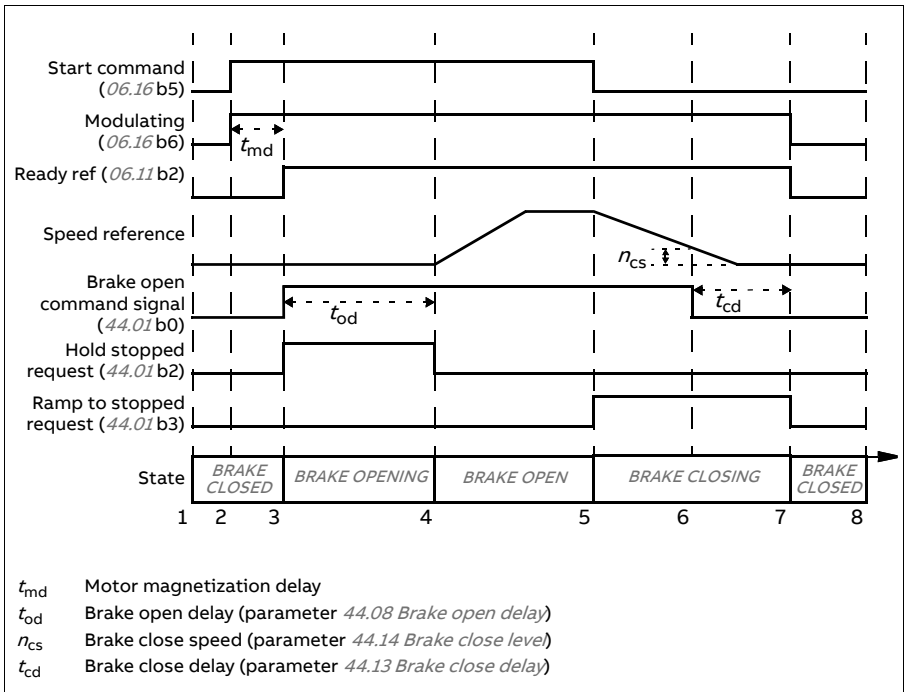 Start command
(06.16 b5)
Modulating
(06.16 b6)
tmd
Ready ref (06.11 b2)
Speed reference
ncs
Brake open
command signal
(44.01 b0)
tod
tcd
Hold stopped
request (44.01 b2)
Ramp to stopped
request (44.01 b3)
State
BRAKE
CLOSED
BRAKE OPENING
BRAKE OPEN
BRAKE CLOSING
BRAKE
CLOSED
1 2 3 4 5 6 7 8
tmd Motor magnetization delay
tod Brake open delay (parameter 44.08 Brake open delay)
ncs Brake close speed (parameter 44.14 Brake close level)
tcd Brake close delay (parameter 44.13 Brake close delay)